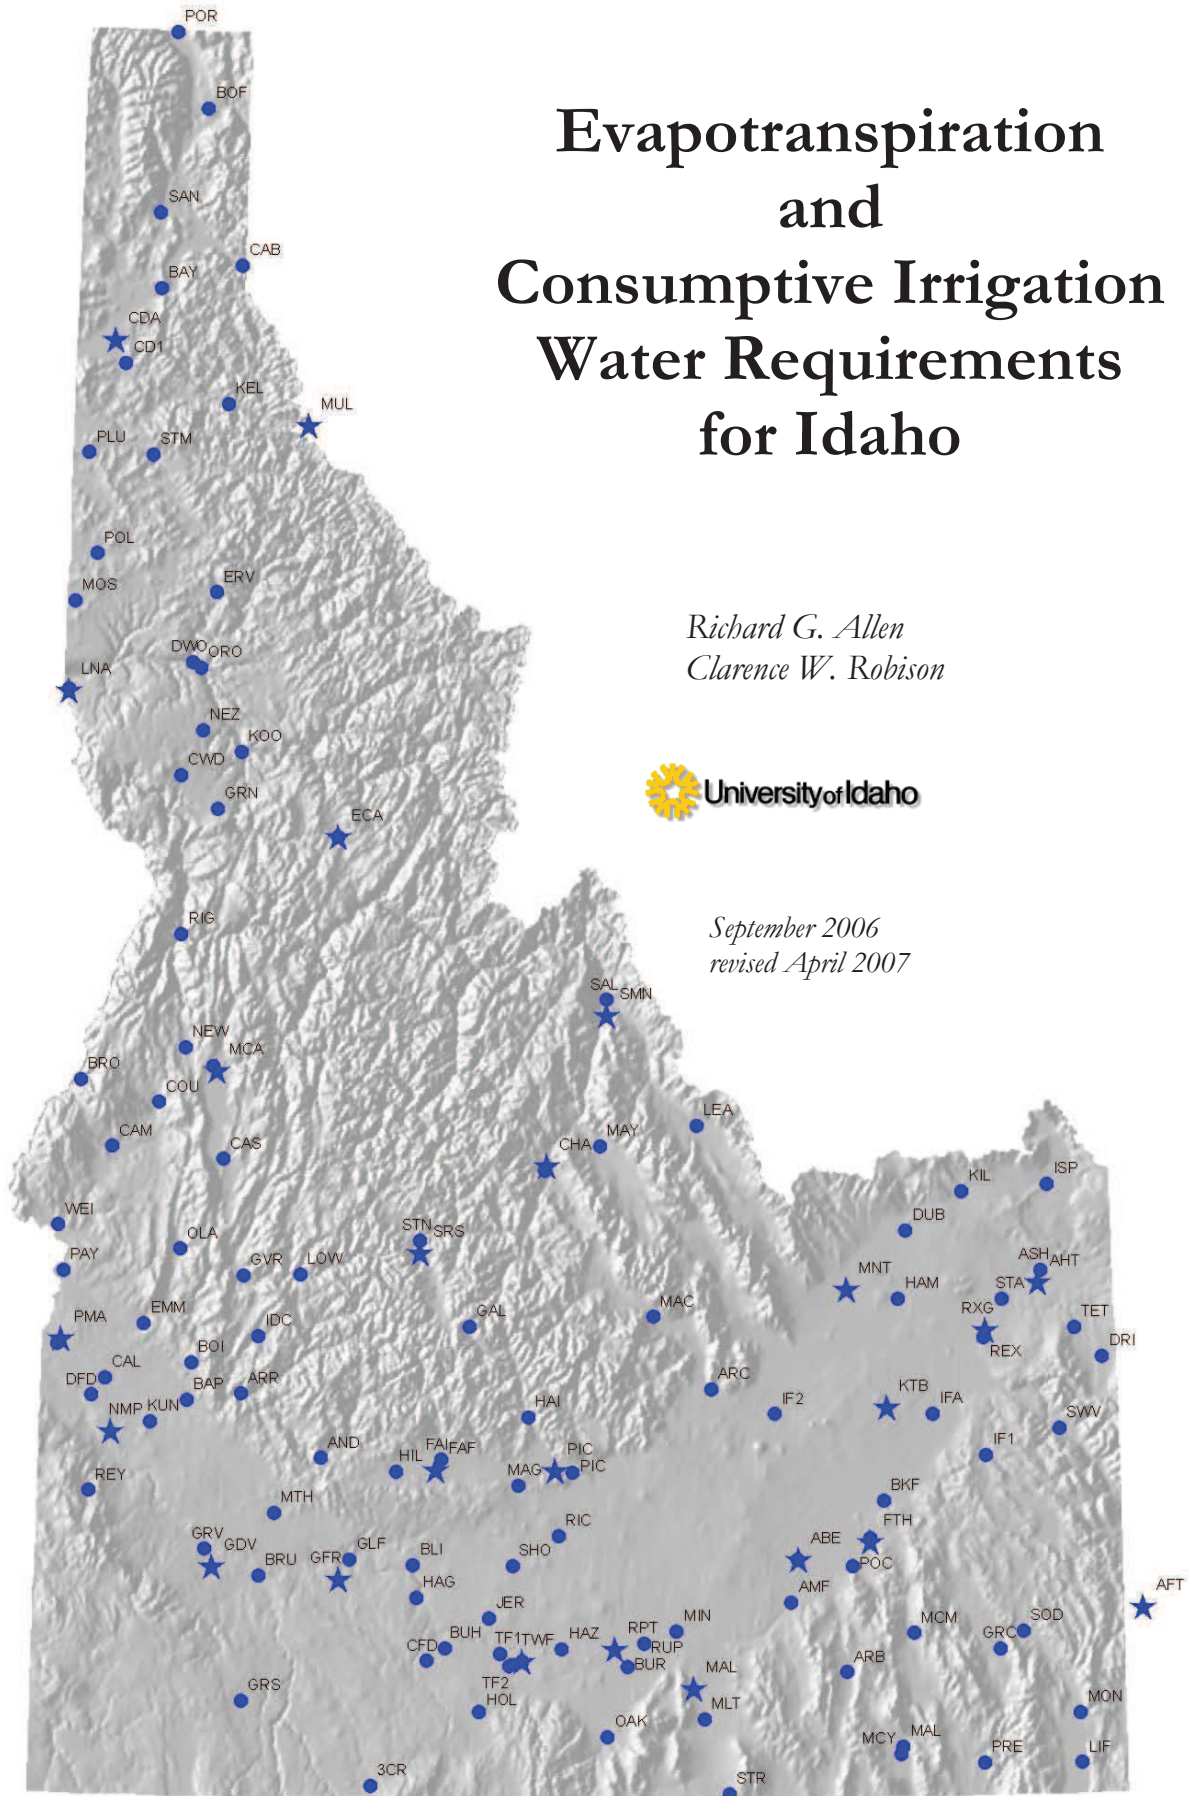 POR
BOF
Evapotranspiration
and
Consumptive Irrigation
Water Requirements
for Idaho
SAN
CAB
BAY
CDA
CD1
KEL
MUL
PLU
STM
POL
MOS
ERV
Richard G. Allen
Clarence W. Robison
DWO
ORO
LNA
NEZ
KOO
CWD
GRN
University of Idaho
ECA
RIG
September 2006
revised April 2007
SAL
SMN
NEW
MCA
BRO
COU
LEA
CAM
CAS
CHA
MAY
KIL
ISP
WEI
DUB
OLA
STN
SRS
PAY
GVR
LOW
ASH
AHT
MNT
HAM
STA
PMA
EMM
IDC
GAL
MAC
RXG
TET
REX
DRI
BOI
CAL
DFD
BAP
ARR
ARC
IF2
KTB
IFA
NMP
KUN
HAI
SWV
AND
HIL
FAI
FAF
PIC
PIC
MAG
IF1
REY
MTH
BKF
RIC
FTH
GRV
GDV
BRU
GFR
GLF
BLI
SHO
ABE
POC
HAG
AMF
AFT
JER
BUH
CFD
TF1
TWF
HAZ
RPT
MIN
RUP
BUR
MCM
SOD
GRC
ARB
TF2
HOL
MAL
MLT
GRS
OAK
MON
MCY
MAL
PRE
LIF
3CR
STR